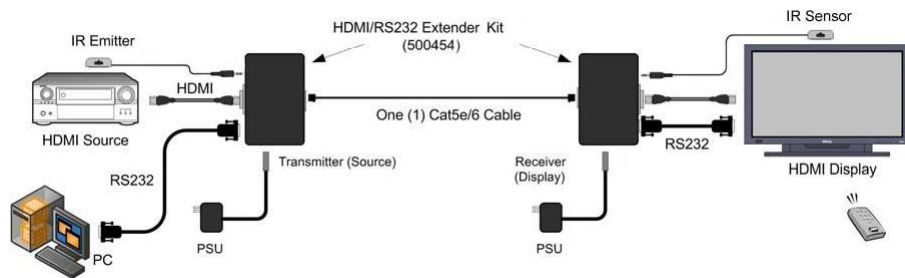 HDMI/RS232 Extender Kit
(500454)
IR Sensor
IR Emitter
HDMI
One (1) Cat5e/6 Cable
HDMI Source
RS232
Transmitter (Source)
Receiver
(Display)
HDMI Display
RS232
PC
PSU
PSU